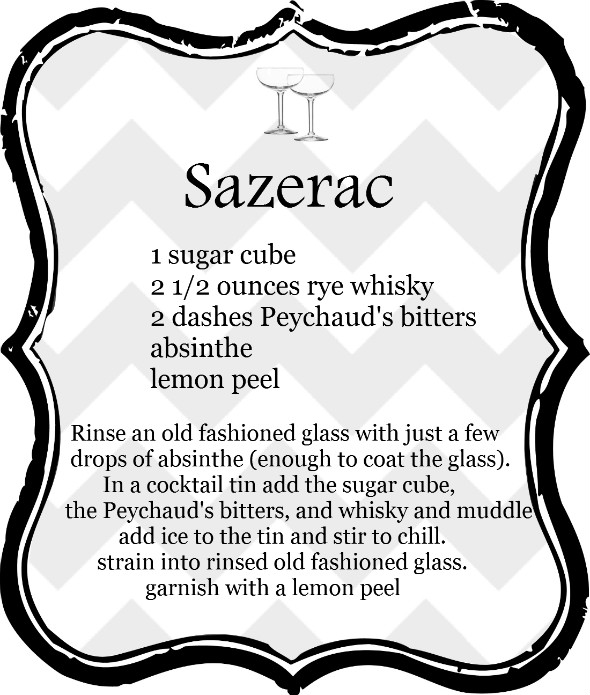 Sazerac
1 sugar cube
2 1/2 ounces rye whisky
2 dashes Peychaud's bitters
absinthe
lemon peel
Rinse an old fashioned glass with just a few
drops of absinthe (enough to coat the glass).
In a cocktail tin add the sugar cube,
the Peychaud's bitters, and whisky and muddle
add ice to the tin and stir to chill.
strain into rinsed old fashioned glass.
garnish with a lemon peel